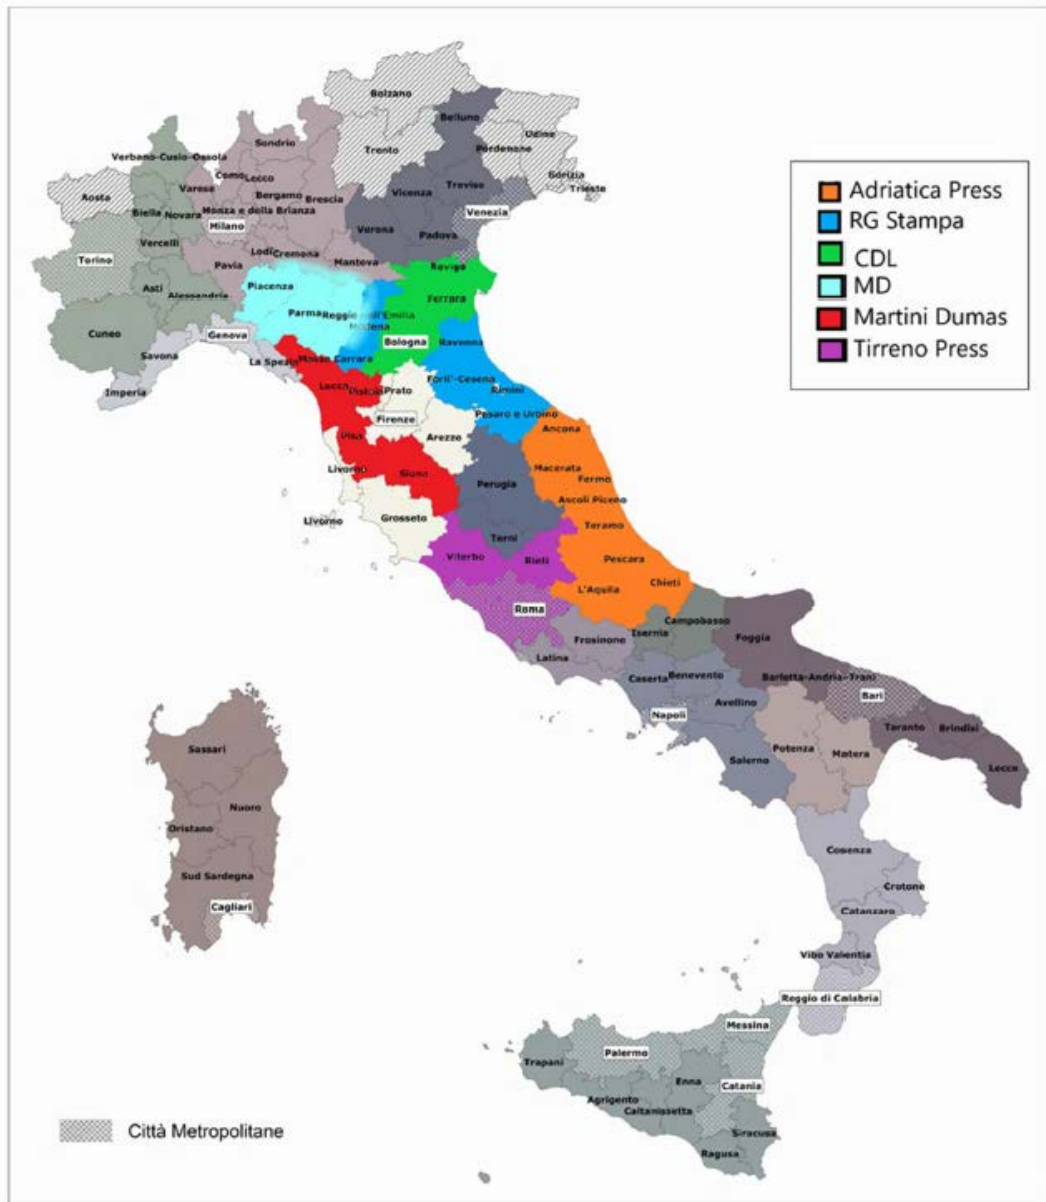 Bolzano
Belluno
Udine
Sondrio
Trento
Pordenone
Verbano-Cusio-Ossola
Gorizia
Como
Lecco
Treviso
Trieste
Aosta
Varese
Bergamo
Vicenza
Biella
Novara
Monza e della Brianza
Brescia
Venezia
Milano
Verona
Padova
Vercelli
Torino
Lodi
Cremona
Pavia
Mantova
Rovigo
Asti
Piacenza
Alessandria
Ferrara
Parma
Reggio nell'Emilia
Modena
Cuneo
Genova
Bologna
Ravenna
Savona
La Spezia
Massa Carrara
Imperia
Lucca
Pistoia
Prato
Forli'-Cesena
Rimini
Firenze
Pesaro e Urbino
Ancona
Pisa
Arezzo
Livorno
Siena
Macerata
Fermo
Perugia
Ascoli Piceno
Livorno
Grosseto
Teramo
Terni
Viterbo
Rieti
Pescara
L'Aquila
Chieti
Roma
Campobasso
Isernia
Frosinone
Foggia
Latina
Caserta
Benevento
Barletta-Andria-Trani
Bari
Avellino
Napoli
Taranto
Brindisi
Potenza
Matera
Salerno
Lecce
Sassari
Nuoro
Oristano
Cosenza
Sud Sardegna
Crotone
Cagliari
Catanzaro
Vibo Valentia
Reggio di Calabria
Messina
Palermo
Trapani
Enna
Catania
Agrigento
Caltanissetta
Siracusa
Ragusa
Adriatica Press
RG Stampa
CDL
MD
Martini Dumas
Tirreno Press
Città Metropolitane